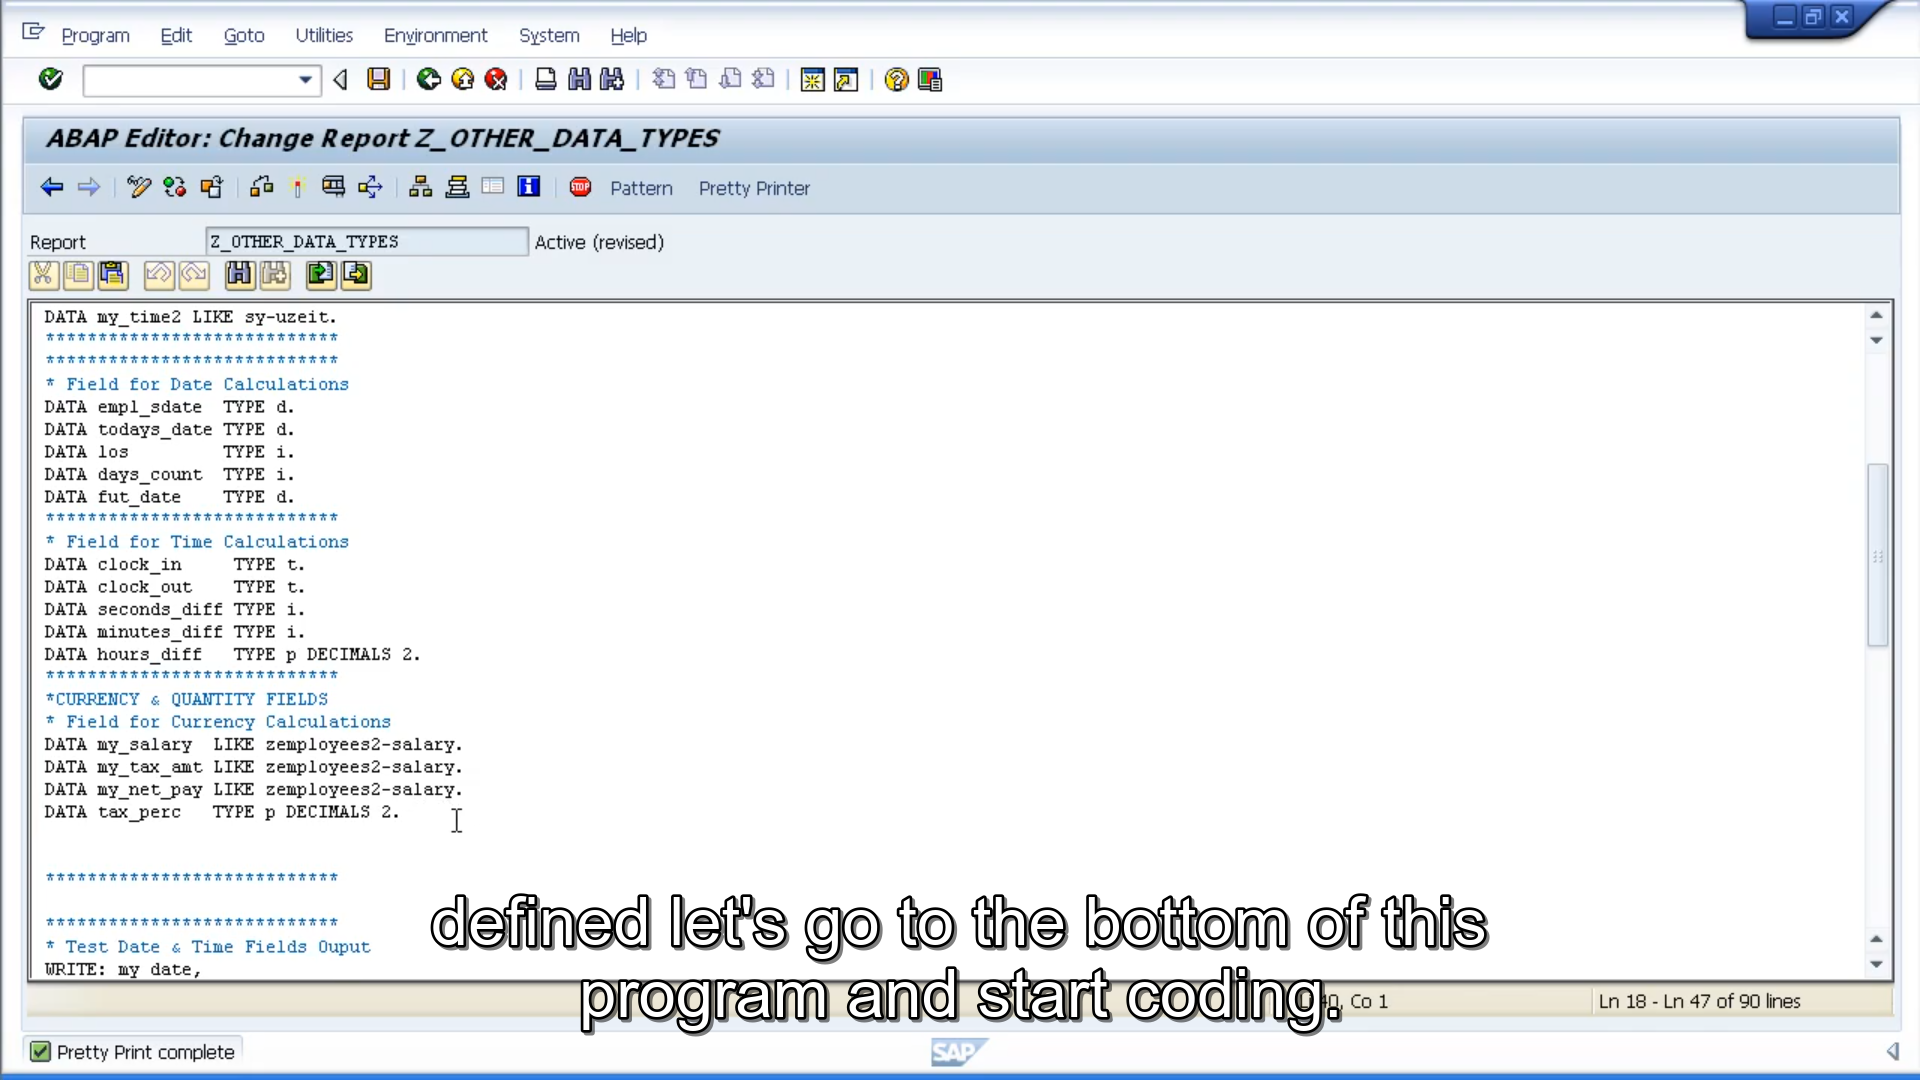 Program Edit Goto Utilities Environment System Help
ABAP Editor: Change Report Z_OTHER_DATA_TYPES
STOP Pattern Pretty Printer
Report Z_OTHER_DATA_TYPES Active (revised)
DATA my_time2 LIKE sy-uzeit.
****************************
****************************
* Field for Date Calculations
DATA empl_sdate TYPE d.
DATA todays_date TYPE d.
DATA los TYPE i.
DATA days_count TYPE i.
DATA fut_date TYPE d.
****************************
* Field for Time Calculations
DATA clock_in TYPE t.
DATA clock_out TYPE t.
DATA seconds_diff TYPE i.
DATA minutes_diff TYPE i.
DATA hours_diff TYPE p DECIMALS 2.
****************************
*CURRENCY & QUANTITY FIELDS
* Field for Currency Calculations
DATA my_salary LIKE zemployees2-salary.
DATA my_tax_amt LIKE zemployees2-salary.
DATA my_net_pay LIKE zemployees2-salary.
DATA tax_perc TYPE p DECIMALS 2.
****************************
****************************
* Test Date & Time Fields Ouput
WRITE: my_date,
defined let's go to the bottom of this
program and start coding.
Co 1 Ln 18 - Ln 47 of 90 lines
Pretty Print complete
SAP